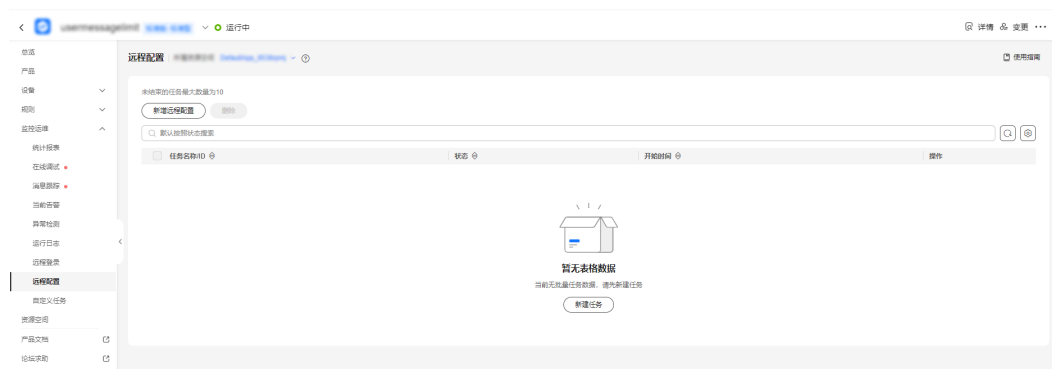 usermessagelimit 运行中 详情 变更
总览
产品
设备
规则
监控运维
统计报表
在线调试
消息跟踪
当前告警
异常检测
运行日志
远程登录
远程配置
自定义任务
资源空间
产品文档
论坛求助
远程配置
使用指南
未结束的任务最大数量为10
新增远程配置 删除
默认按照状态搜索
任务名称/ID 状态 开始时间 操作
暂无表格数据
当前无批量任务数据，请先新建任务
新建任务